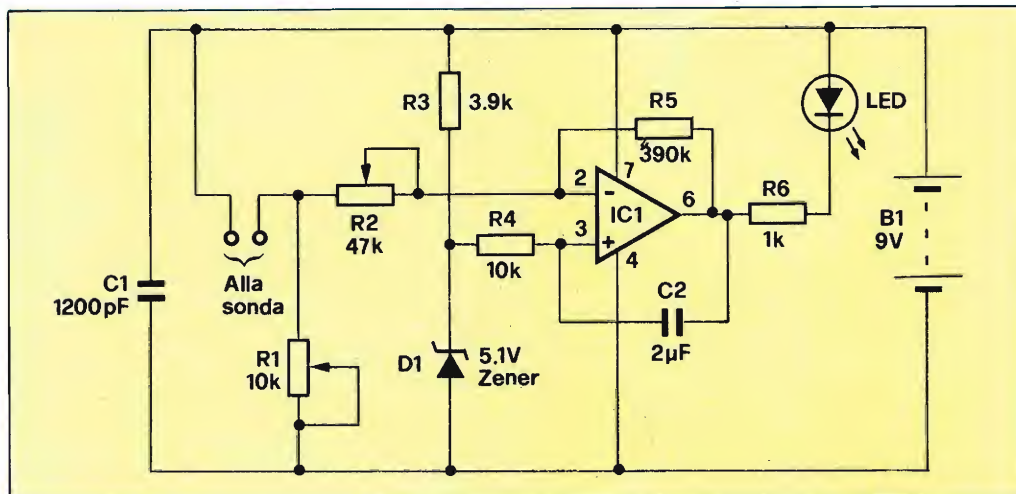 C1
1200pF
Alla
sonda
R1
10k
R2
47k
R3
3.9k
R4
10k
D1
5.1V
Zener
R5
390k
2
-
3
+
IC1
7
6
4
C2
2µF
R6
1k
LED
B1
9V